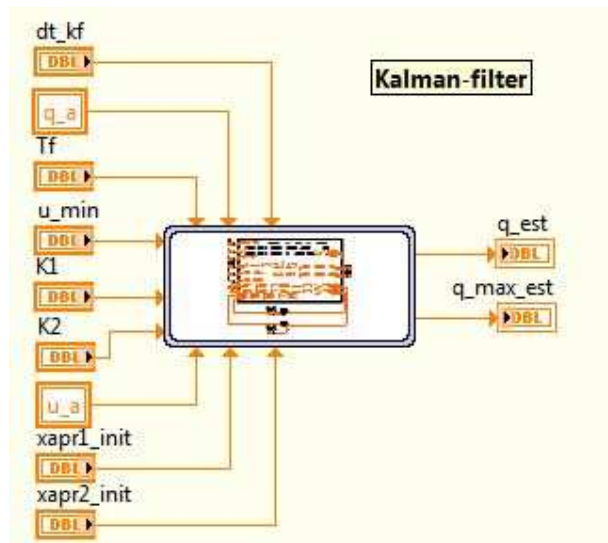 dt_kf
DBL
Kalman-filter
q_a
Tf
DBL
u_min
DBL
K1
DBL
K2
DBL
u_a
xapr1_init
DBL
xapr2_init
DBL
q_est
DBL
q_max_est
DBL